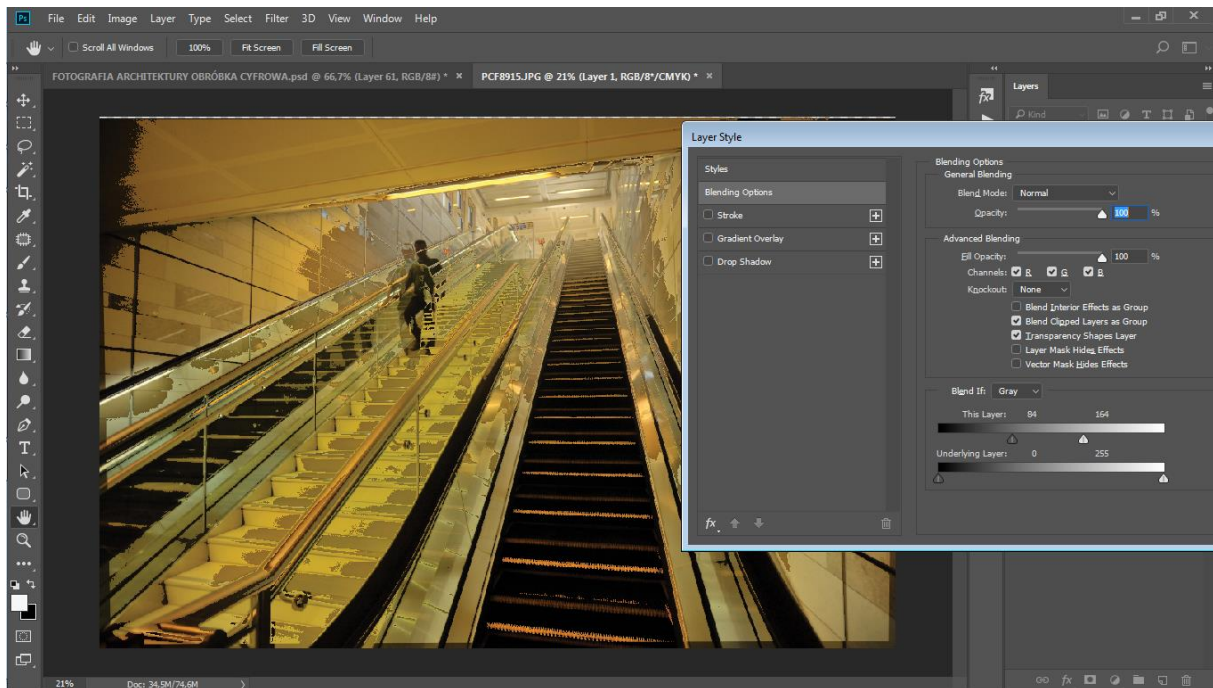 Ps File Edit Image Layer Type Select Filter 3D View Window Help
Scroll All Windows 100% Fit Screen Fill Screen
FOTOGRAFIA ARCHITEKTURY OBRÓBKA CYFROWA.psd @ 66,7% (Layer 61, RGB/8#) * × PCF8915.JPG @ 21% (Layer 1, RGB/8*/CMYK) * ×
Layers
Kind
Layer Style
Styles
Blending Options
Stroke
Gradient Overlay
Drop Shadow
fx
Blending Options
General Blending
Blend Mode: Normal
Opacity: 100 %
Advanced Blending
Fill Opacity: 100 %
Channels: R G B
Knockout: None
Blend Interior Effects as Group
Blend Clipped Layers as Group
Transparency Shapes Layer
Layer Mask Hides Effects
Vector Mask Hides Effects
Blend If: Gray
This Layer: 84 164
Underlying Layer: 0 255
21% Doc: 34,5M/74,6M